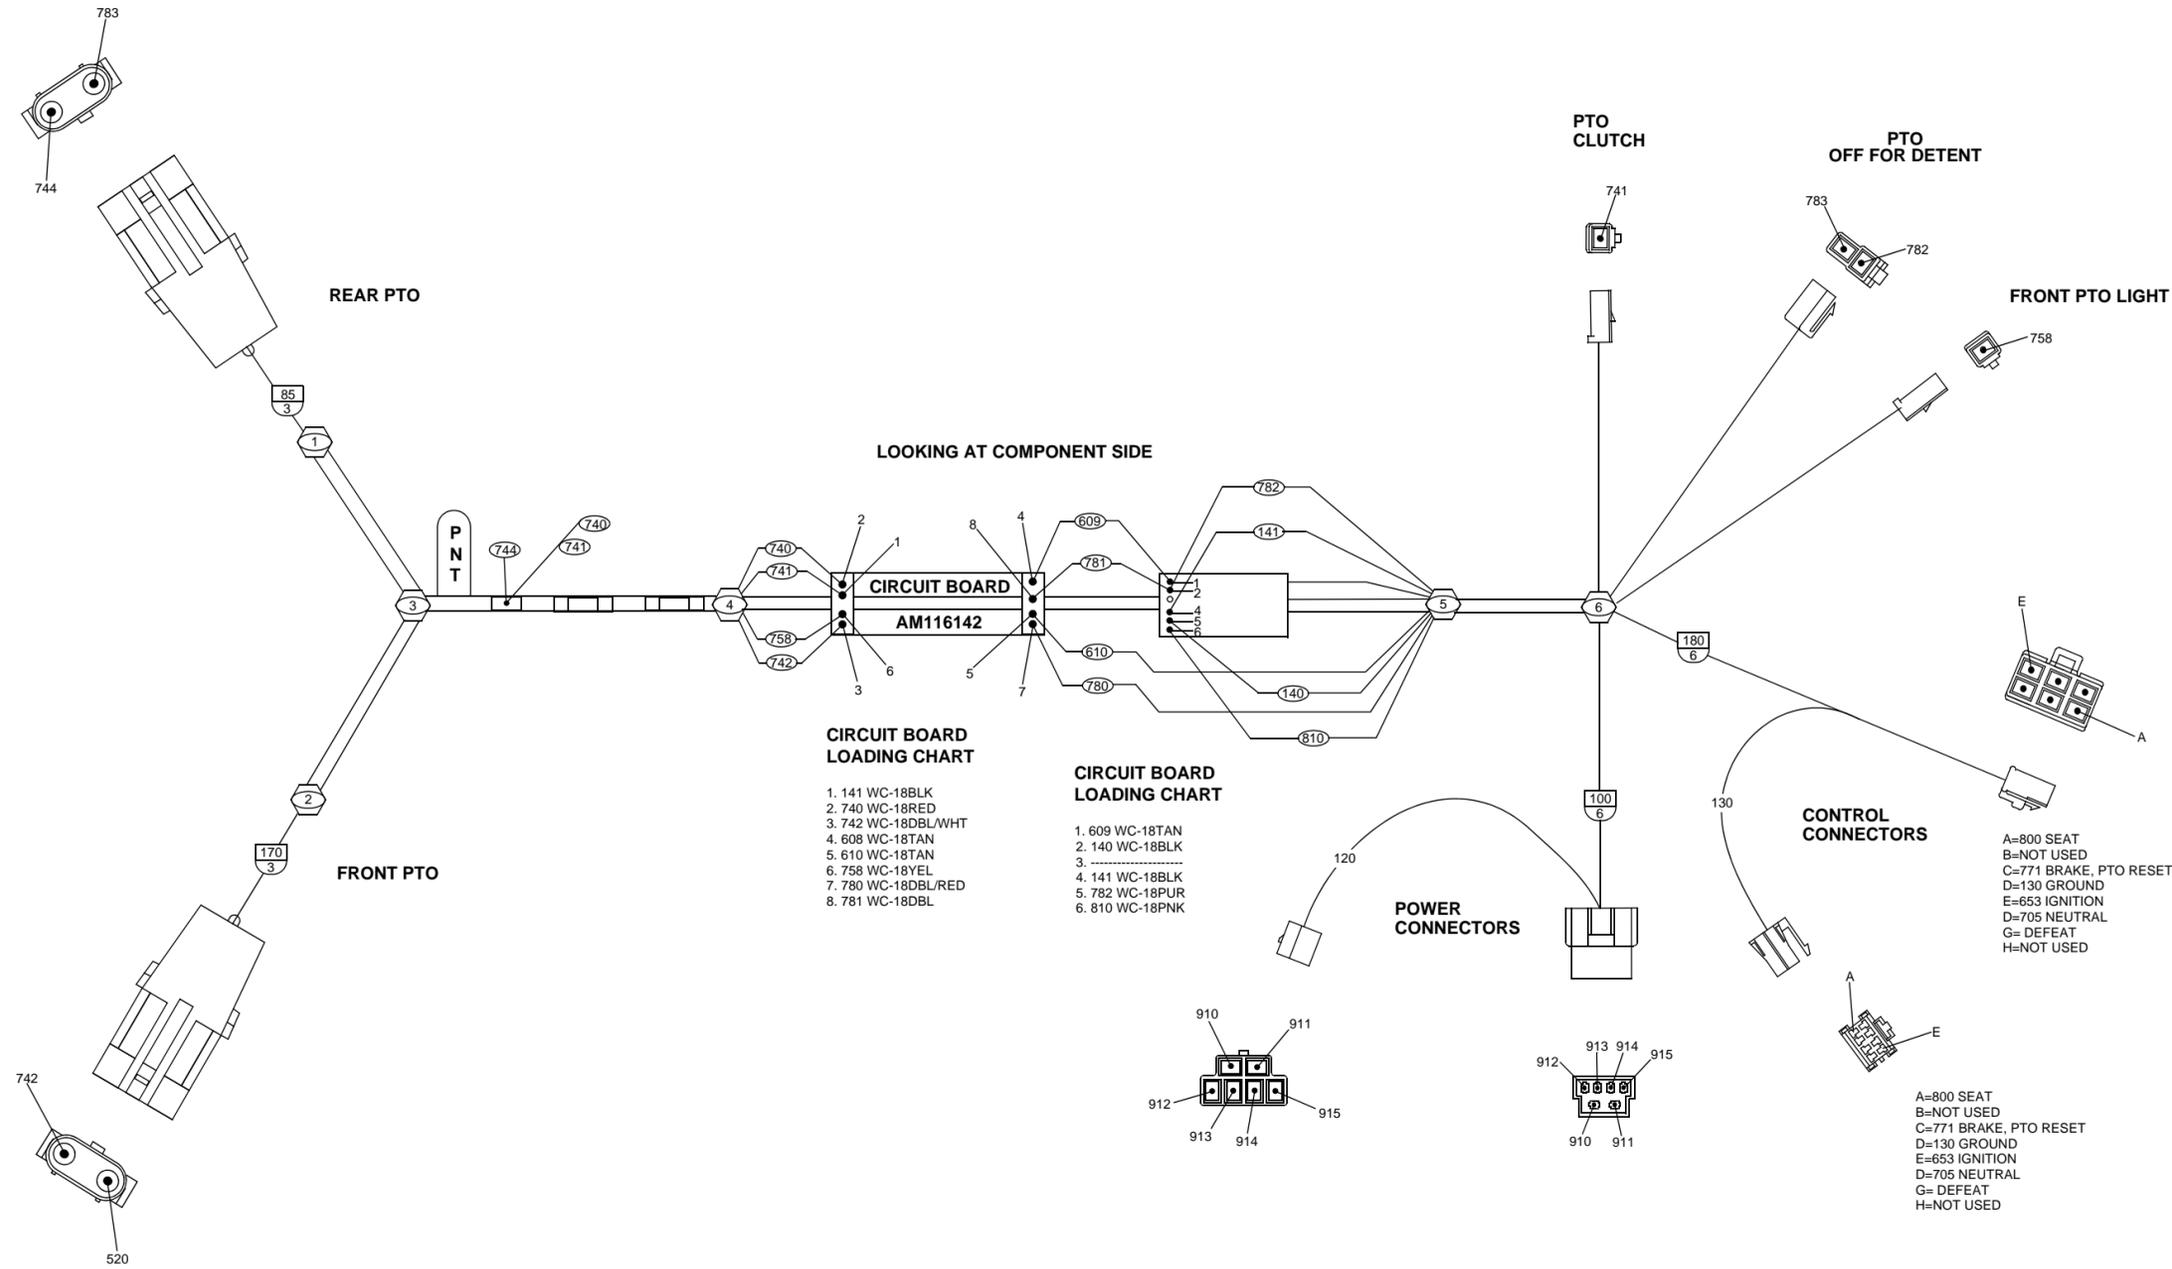 783
744
REAR PTO
85
3
1
PTO
CLUTCH
741
PTO
OFF FOR DETENT
783
782
FRONT PTO LIGHT
758
LOOKING AT COMPONENT SIDE
P
N
T
3
744
740
741
4
740
741
758
742
2
1
6
3
CIRCUIT BOARD
AM116142
8
4
5
7
609
781
610
780
782
141
1
2
4
5
6
140
810
5
6
180
6
E
A
2
170
3
FRONT PTO
742
520
CIRCUIT BOARD
LOADING CHART
1. 141 WC-18BLK
2. 740 WC-18RED
3. 742 WC-18DBL/WHT
4. 608 WC-18TAN
5. 610 WC-18TAN
6. 758 WC-18YEL
7. 780 WC-18DBL/RED
8. 781 WC-18DBL
CIRCUIT BOARD
LOADING CHART
1. 609 WC-18TAN
2. 140 WC-18BLK
3. ---------------------
4. 141 WC-18BLK
5. 782 WC-18PUR
6. 810 WC-18PNK
100
6
120
130
POWER
CONNECTORS
CONTROL
CONNECTORS
A=800 SEAT
B=NOT USED
C=771 BRAKE, PTO RESET
D=130 GROUND
E=653 IGNITION
D=705 NEUTRAL
G= DEFEAT
H=NOT USED
910
911
912
913
914
915
912
913
914
915
910
911
A
E
A=800 SEAT
B=NOT USED
C=771 BRAKE, PTO RESET
D=130 GROUND
E=653 IGNITION
D=705 NEUTRAL
G= DEFEAT
H=NOT USED